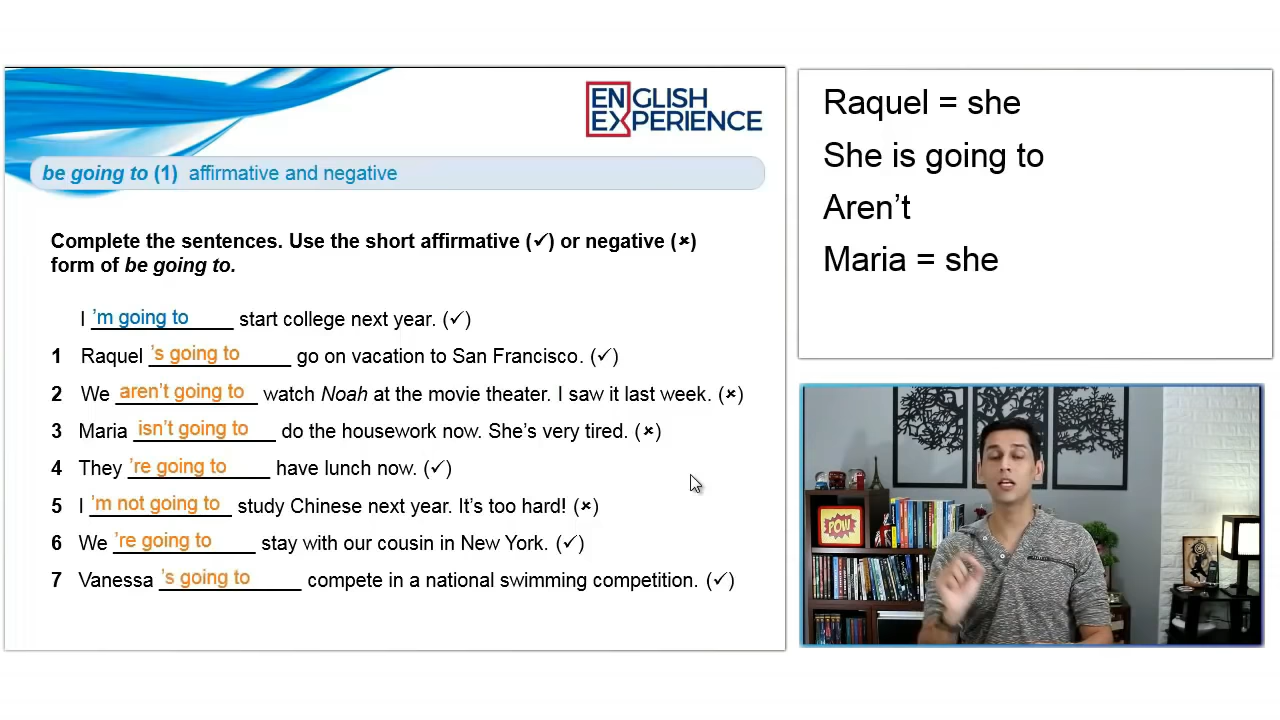 ENGLISH
EXPERIENCE
be going to (1) affirmative and negative
Complete the sentences. Use the short affirmative (✓) or negative (×)
form of be going to.
I ’m going to start college next year. (✓)
1 Raquel ’s going to go on vacation to San Francisco. (✓)
2 We aren’t going to watch Noah at the movie theater. I saw it last week. (×)
3 Maria isn’t going to do the housework now. She’s very tired. (×)
4 They ’re going to have lunch now. (✓)
5 I ’m not going to study Chinese next year. It’s too hard! (×)
6 We ’re going to stay with our cousin in New York. (✓)
7 Vanessa ’s going to compete in a national swimming competition. (✓)
Raquel = she
She is going to
Aren’t
Maria = she
POW